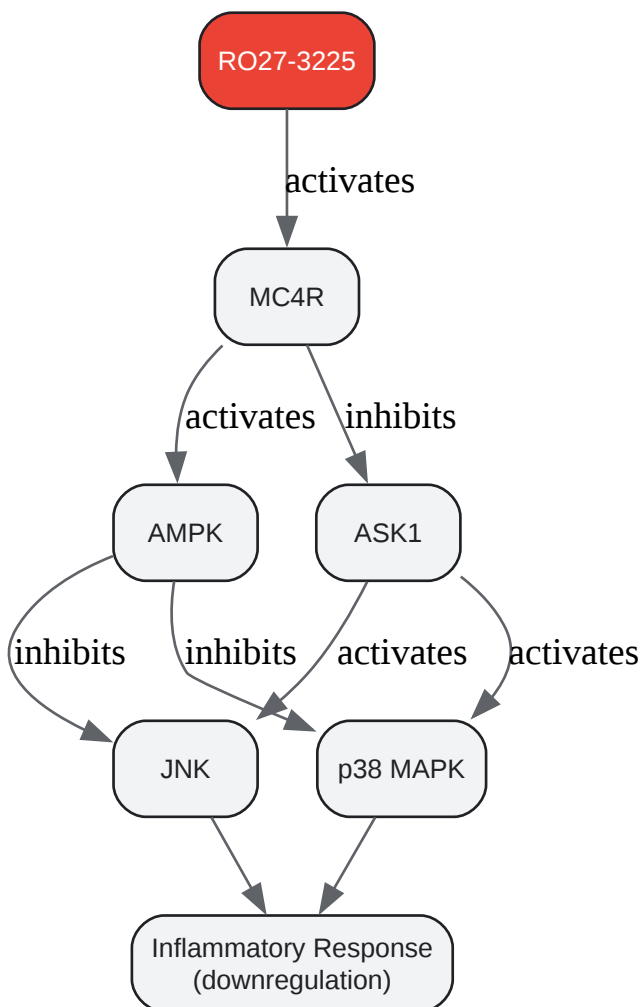 RO27-3225
activates
MC4R
activates
inhibits
AMPK
ASK1
inhibits
inhibits
activates
activates
JNK
p38 MAPK
Inflammatory Response
(downregulation)